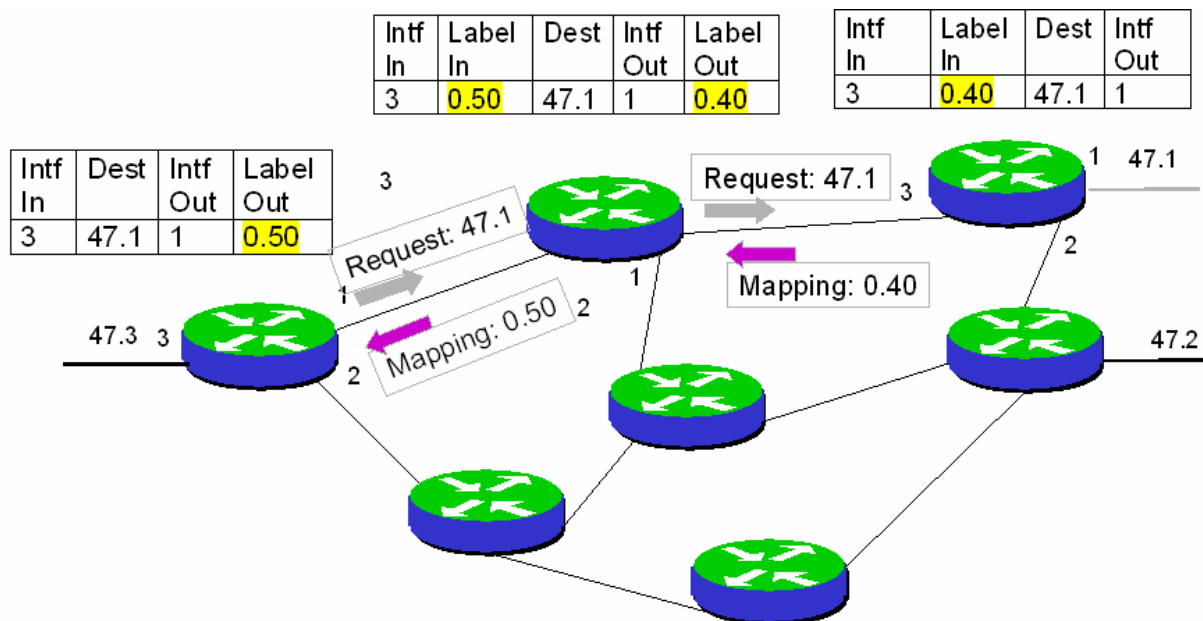 Intf In Label In Dest Intf Out Label Out
3 0.50 47.1 1 0.40
Intf In Label In Dest Intf Out
3 0.40 47.1 1
Intf In Dest Intf Out Label Out
3 47.1 1 0.50
3
Request: 47.1
1
Mapping: 0.50
2
1
Request: 47.1
3
Mapping: 0.40
1
47.1
2
47.3
3
2
47.2